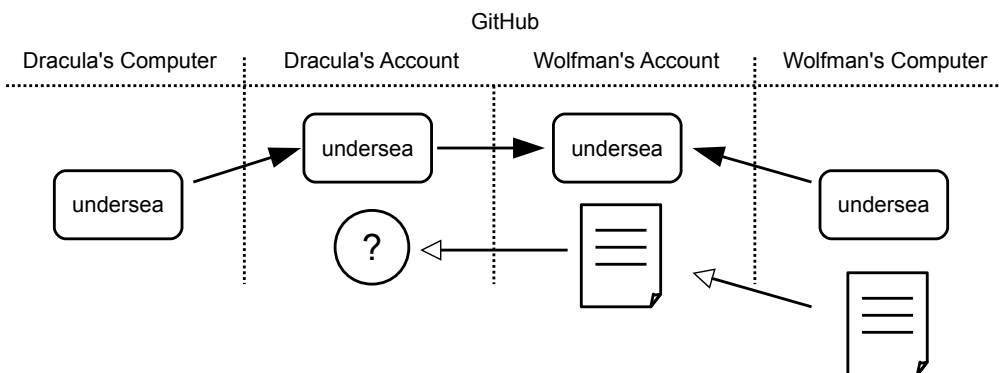 GitHub
Dracula's Computer
Dracula's Account
Wolfman's Account
Wolfman's Computer
undersea
undersea
undersea
undersea
?